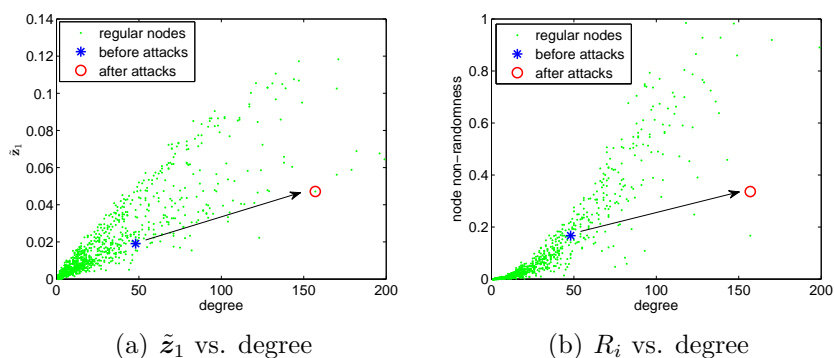 0.14
0.12
0.1
0.08
0.06
0.04
0.02
0
z̃₁
regular nodes
before attacks
after attacks
0
50
100
150
200
degree
(a) z̃₁ vs. degree
1
0.8
0.6
0.4
0.2
0
node non−randomness
regular nodes
before attacks
after attacks
0
50
100
150
200
degree
(b) Rᵢ vs. degree